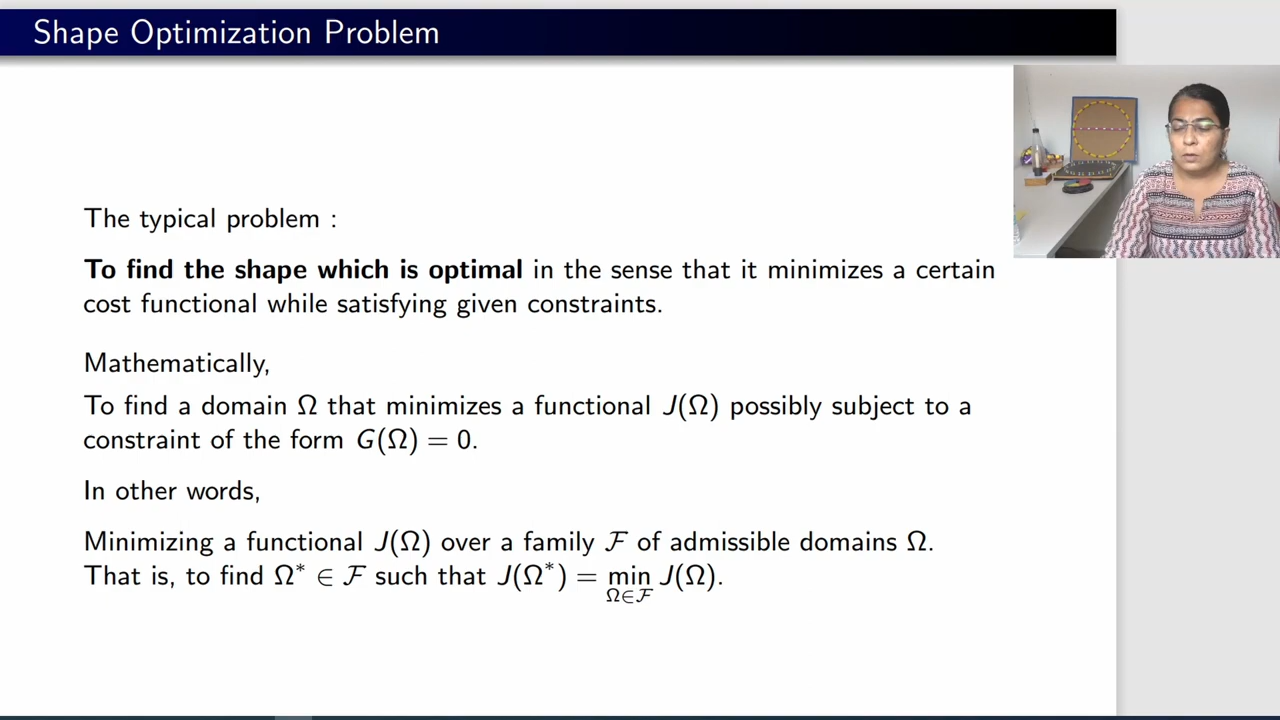 Shape Optimization Problem
The typical problem :
To find the shape which is optimal in the sense that it minimizes a certain
cost functional while satisfying given constraints.
Mathematically,
To find a domain Ω that minimizes a functional J(Ω) possibly subject to a
constraint of the form G(Ω) = 0.
In other words,
Minimizing a functional J(Ω) over a family ℱ of admissible domains Ω.
That is, to find Ω* ∈ ℱ such that J(Ω*) = min J(Ω).
Ω∈ℱ